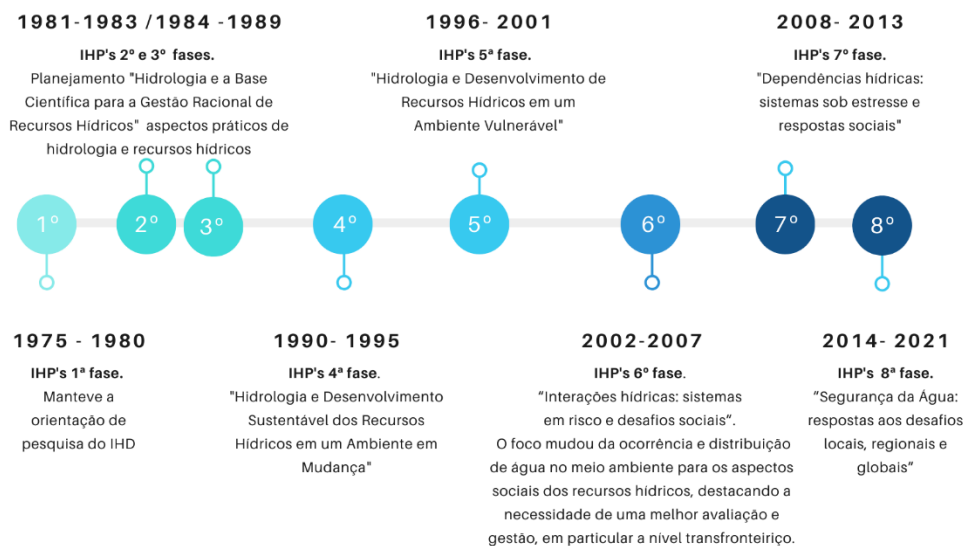 1981-1983 /1984 -1989
IHP's 2º e 3º fases.
Planejamento "Hidrologia e a Base
Científica para a Gestão Racional de
Recursos Hídricos" aspectos práticos de
hidrologia e recursos hídricos
1996- 2001
IHP's 5ª fase.
"Hidrologia e Desenvolvimento de
Recursos Hídricos em um
Ambiente Vulnerável"
2008- 2013
IHP's 7º fase.
"Dependências hídricas:
sistemas sob estresse e
respostas sociais"
1º
2º
3º
4º
5º
6º
7º
8º
1975 - 1980
IHP's 1ª fase.
Manteve a
orientação de
pesquisa do IHD
1990- 1995
IHP's 4ª fase.
"Hidrologia e Desenvolvimento
Sustentável dos Recursos
Hídricos em um Ambiente em
Mudança"
2002-2007
IHP's 6º fase.
“Interações hídricas: sistemas
em risco e desafios sociais”.
O foco mudou da ocorrência e distribuição
de água no meio ambiente para os aspectos
sociais dos recursos hídricos, destacando a
necessidade de uma melhor avaliação e
gestão, em particular a nível transfronteiriço.
2014- 2021
IHP's 8ª fase.
“Segurança da Água:
respostas aos desafios
locais, regionais e
globais”